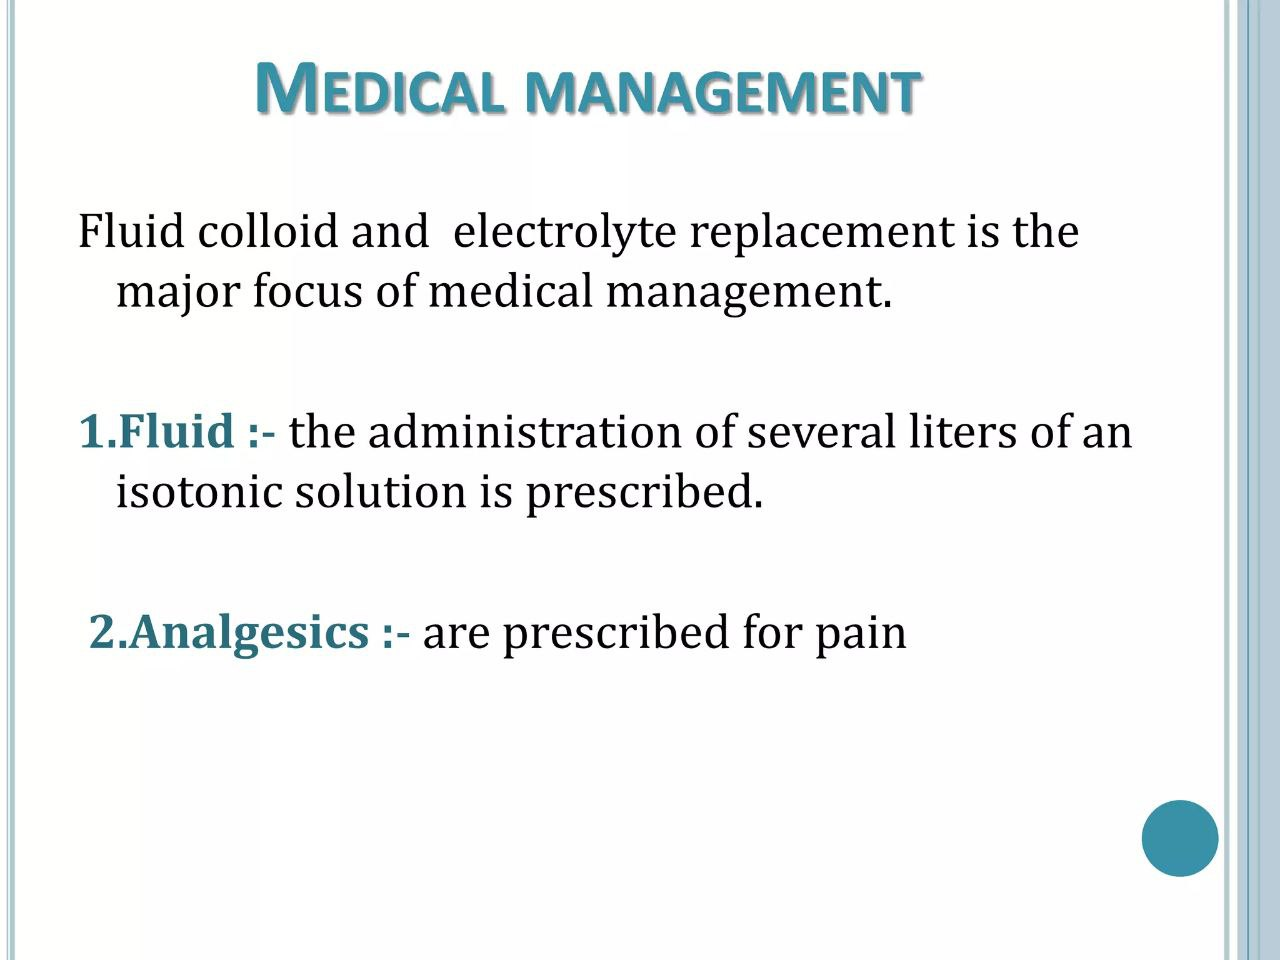 MEDICAL MANAGEMENT
Fluid colloid and  electrolyte replacement is the
major focus of medical management.
1.Fluid :- the administration of several liters of an
isotonic solution is prescribed.
2.Analgesics :- are prescribed for pain